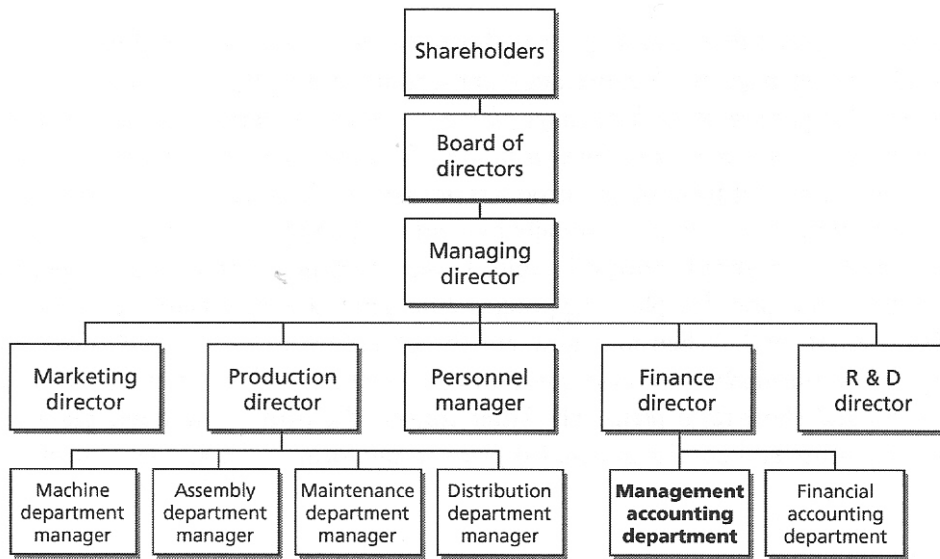 Shareholders
Board of
directors
Managing
director
Marketing
director
Production
director
Personnel
manager
Finance
director
R & D
director
Machine
department
manager
Assembly
department
manager
Maintenance
department
manager
Distribution
department
manager
Management
accounting
department
Financial
accounting
department